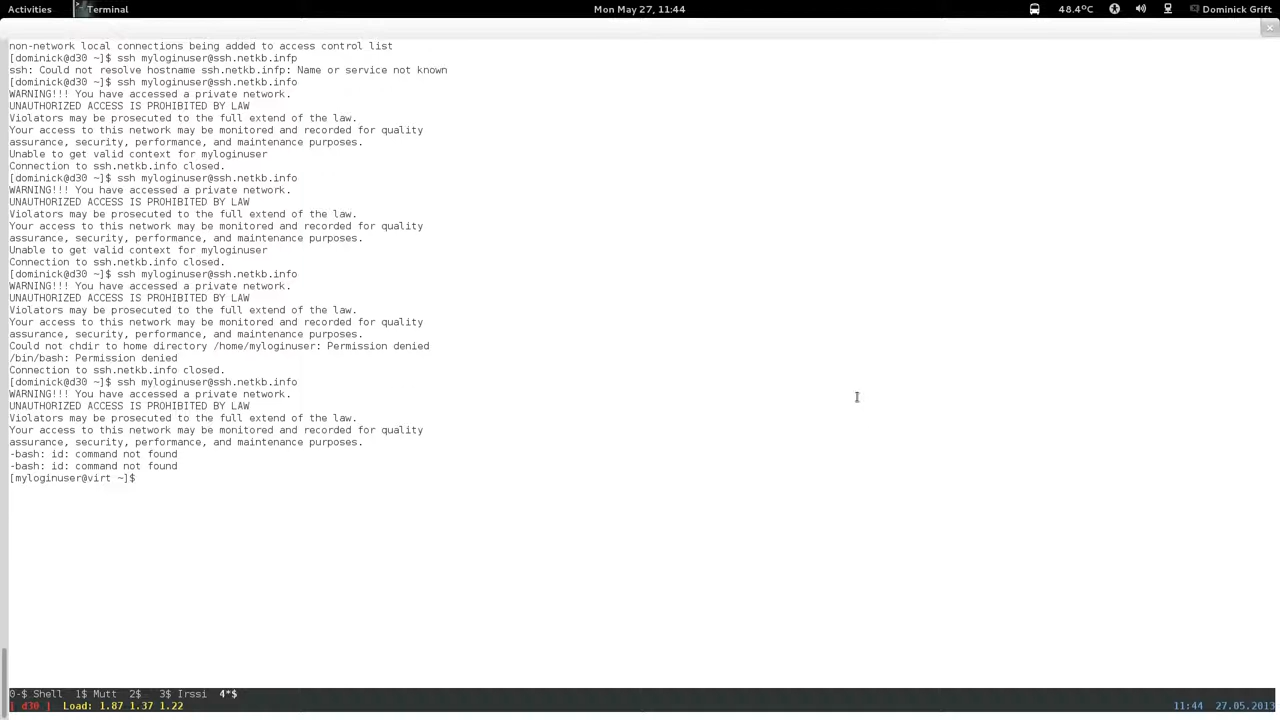 Activities Terminal Mon May 27, 11:44 48.4°C Dominick Grift
non-network local connections being added to access control list
[dominick@d30 ~]$ ssh myloginuser@ssh.netkb.infp
ssh: Could not resolve hostname ssh.netkb.infp: Name or service not known
[dominick@d30 ~]$ ssh myloginuser@ssh.netkb.info
WARNING!!! You have accessed a private network.
UNAUTHORIZED ACCESS IS PROHIBITED BY LAW
Violators may be prosecuted to the full extend of the law.
Your access to this network may be monitored and recorded for quality
assurance, security, performance, and maintenance purposes.
Unable to get valid context for myloginuser
Connection to ssh.netkb.info closed.
[dominick@d30 ~]$ ssh myloginuser@ssh.netkb.info
WARNING!!! You have accessed a private network.
UNAUTHORIZED ACCESS IS PROHIBITED BY LAW
Violators may be prosecuted to the full extend of the law.
Your access to this network may be monitored and recorded for quality
assurance, security, performance, and maintenance purposes.
Unable to get valid context for myloginuser
Connection to ssh.netkb.info closed.
[dominick@d30 ~]$ ssh myloginuser@ssh.netkb.info
WARNING!!! You have accessed a private network.
UNAUTHORIZED ACCESS IS PROHIBITED BY LAW
Violators may be prosecuted to the full extend of the law.
Your access to this network may be monitored and recorded for quality
assurance, security, performance, and maintenance purposes.
Could not chdir to home directory /home/myloginuser: Permission denied
/bin/bash: Permission denied
Connection to ssh.netkb.info closed.
[dominick@d30 ~]$ ssh myloginuser@ssh.netkb.info
WARNING!!! You have accessed a private network.
UNAUTHORIZED ACCESS IS PROHIBITED BY LAW
Violators may be prosecuted to the full extend of the law.
Your access to this network may be monitored and recorded for quality
assurance, security, performance, and maintenance purposes.
-bash: id: command not found
-bash: id: command not found
[myloginuser@virt ~]$
0-$ Shell 1$ Mutt 2$ 3$ Irssi 4*$
[ d30 ] Load: 1.87 1.37 1.22 11:44 27.05.2013